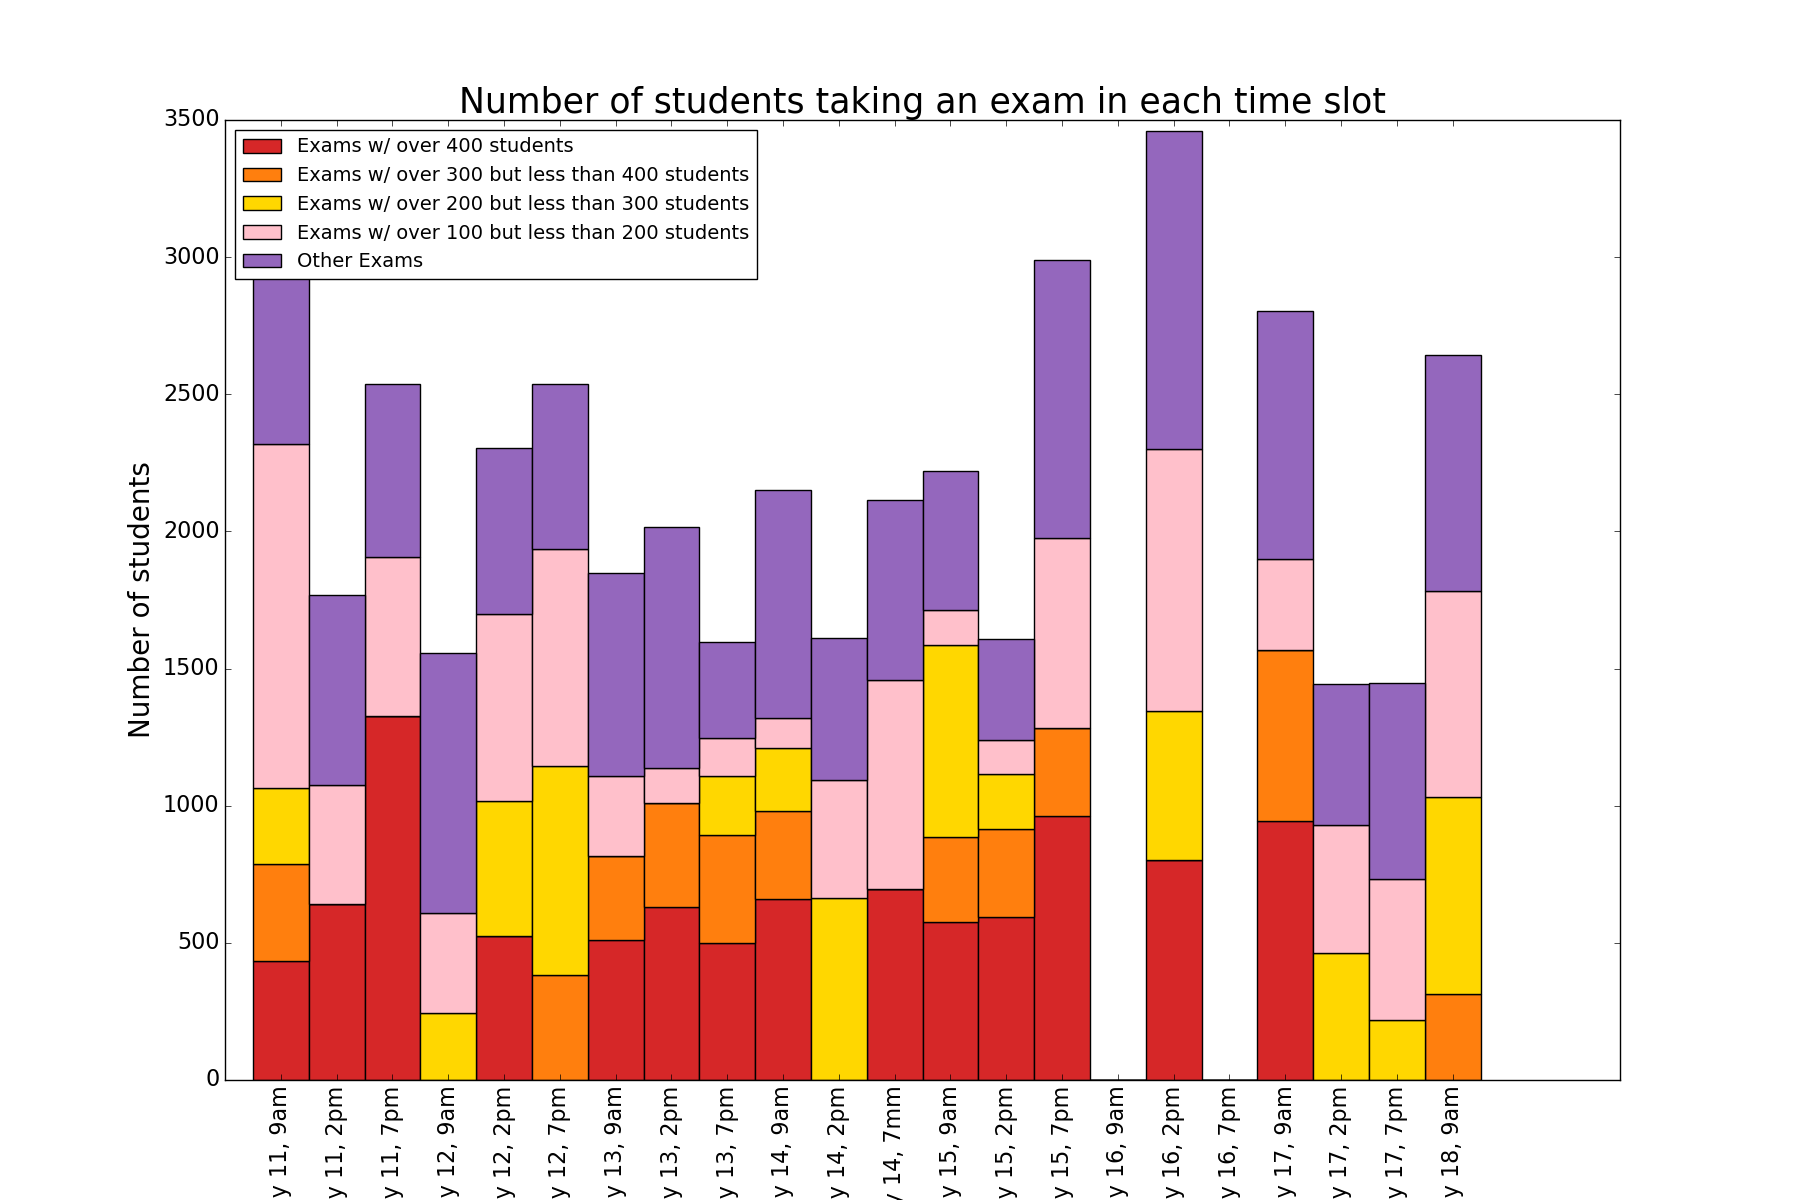 Number of students taking an exam in each time slot
Exams w/ over 400 students
Exams w/ over 300 but less than 400 students
Exams w/ over 200 but less than 300 students
Exams w/ over 100 but less than 200 students
Other Exams
Number of students
3500
3000
2500
2000
1500
1000
500
0
y 11, 9am
y 11, 2pm
y 11, 7pm
y 12, 9am
y 12, 2pm
y 12, 7pm
y 13, 9am
y 13, 2pm
y 13, 7pm
y 14, 9am
y 14, 2pm
y 14, 7mm
y 15, 9am
y 15, 2pm
y 15, 7pm
y 16, 9am
y 16, 2pm
y 16, 7pm
y 17, 9am
y 17, 2pm
y 17, 7pm
y 18, 9am